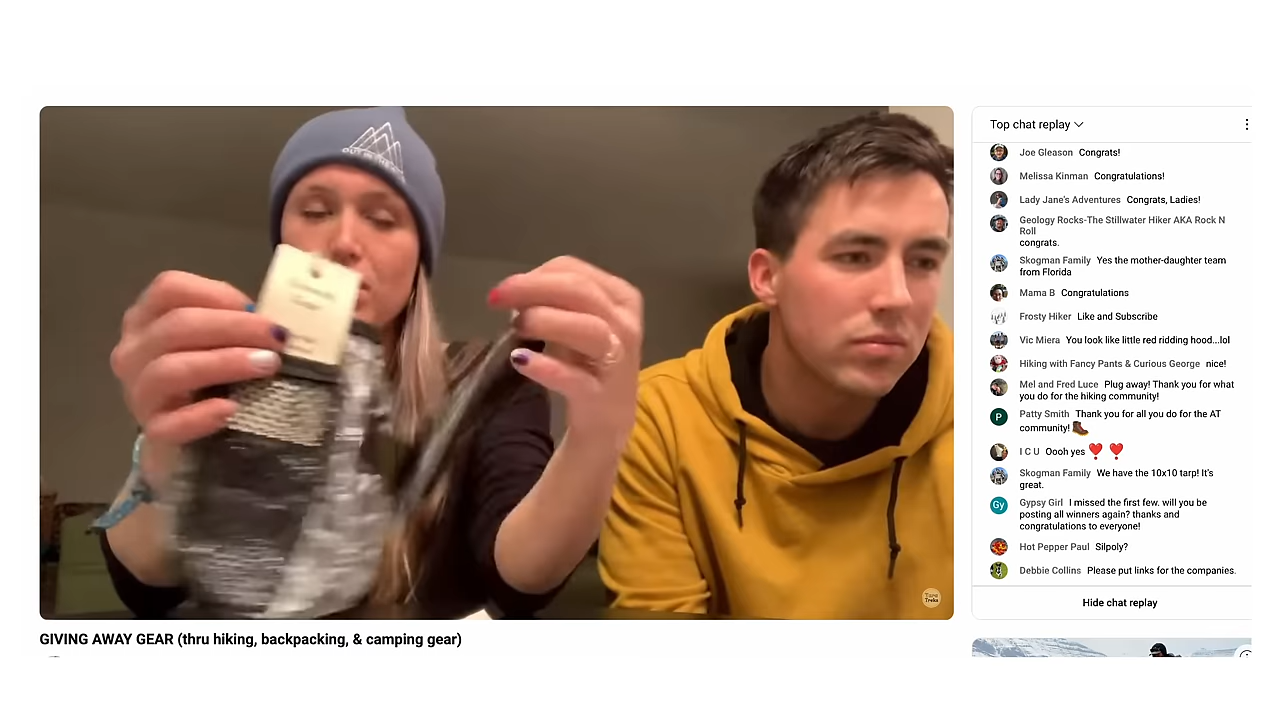 Top chat replay
Joe Gleason Congrats!
Melissa Kinman Congratulations!
Lady Jane's Adventures Congrats, Ladies!
Geology Rocks-The Stillwater Hiker AKA Rock N
Roll
congrats.
Skogman Family Yes the mother-daughter team
from Florida
Mama B Congratulations
Frosty Hiker Like and Subscribe
Vic Miera You look like little red ridding hood...lol
Hiking with Fancy Pants & Curious George nice!
Mel and Fred Luce Plug away! Thank you for what
you do for the hiking community!
P Patty Smith Thank you for all you do for the AT
community!
I C U Oooh yes
Skogman Family We have the 10x10 tarp! It's
great.
Gy Gypsy Girl I missed the first few. will you be
posting all winners again? thanks and
congratulations to everyone!
Hot Pepper Paul Silpoly?
Debbie Collins Please put links for the companies.
Hide chat replay
Tara
Treks
GIVING AWAY GEAR (thru hiking, backpacking, & camping gear)